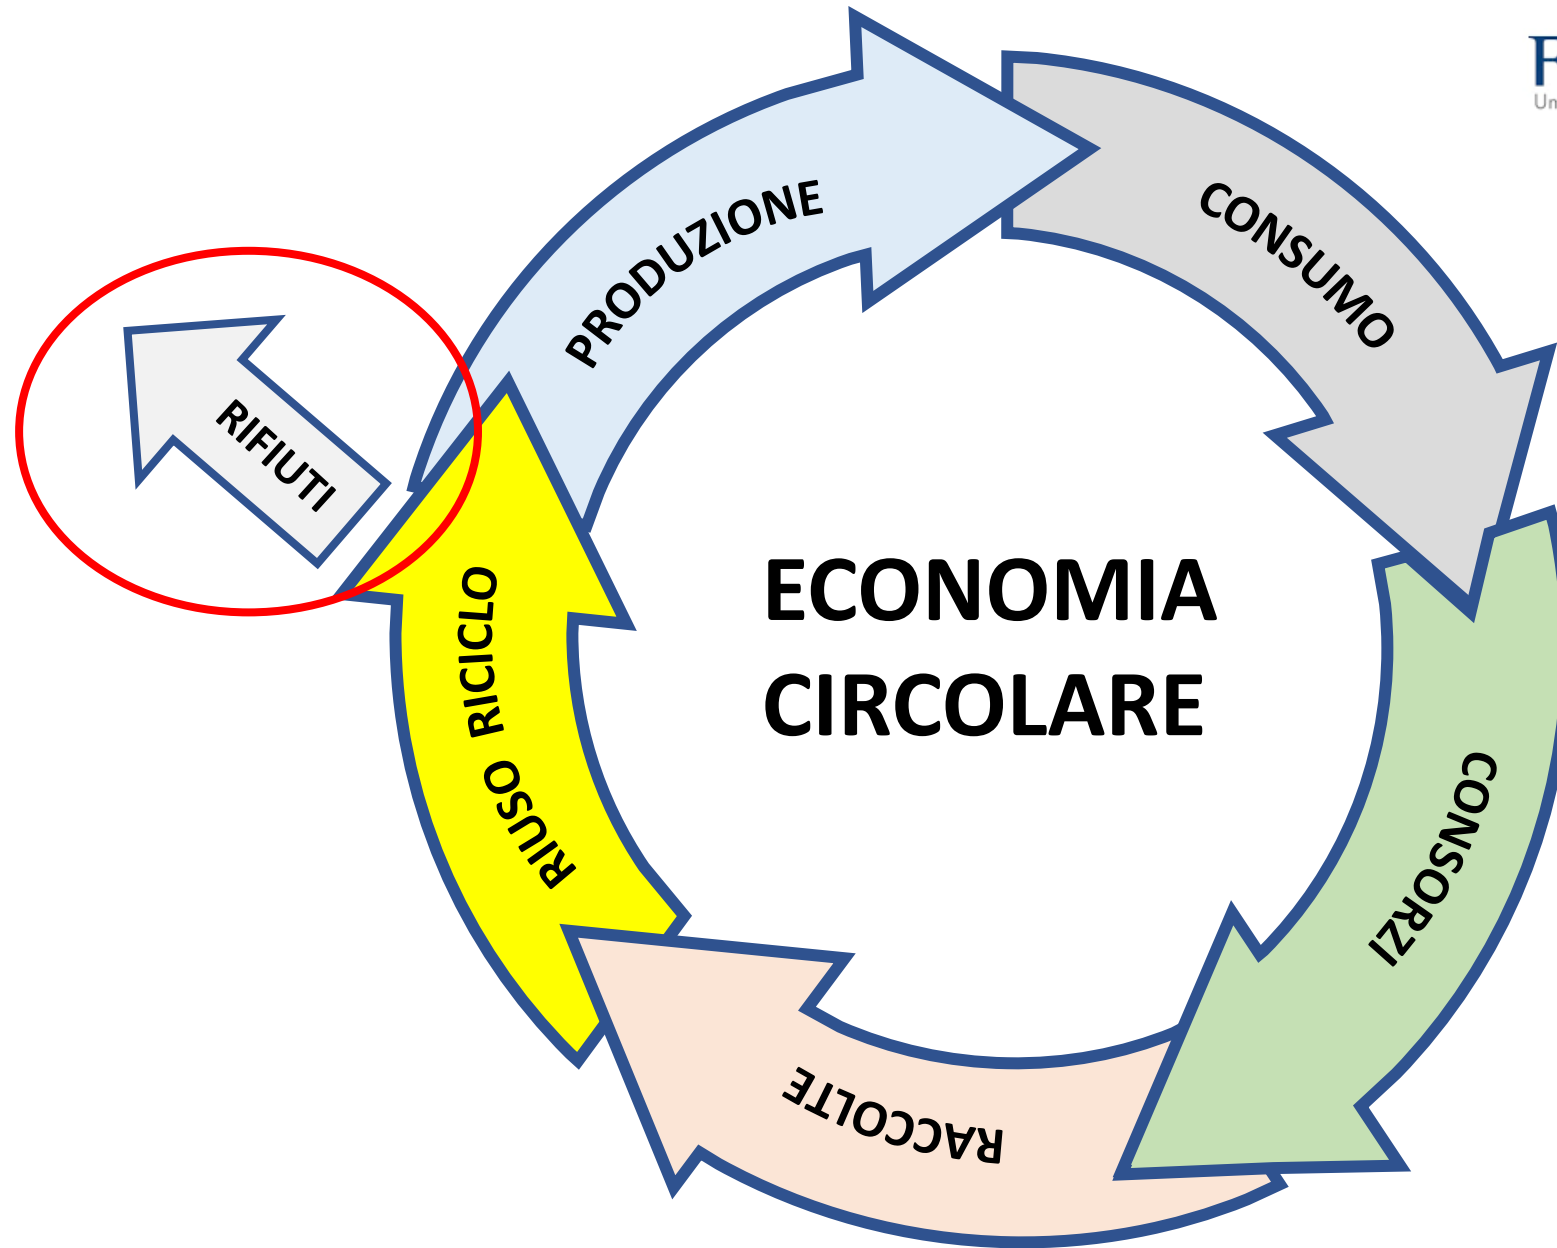 PRODUZIONE
CONSUMO
RIFIUTI
ECONOMIA
CIRCOLARE
RIUSO RICICLO
CONSORZI
RACCOLTE